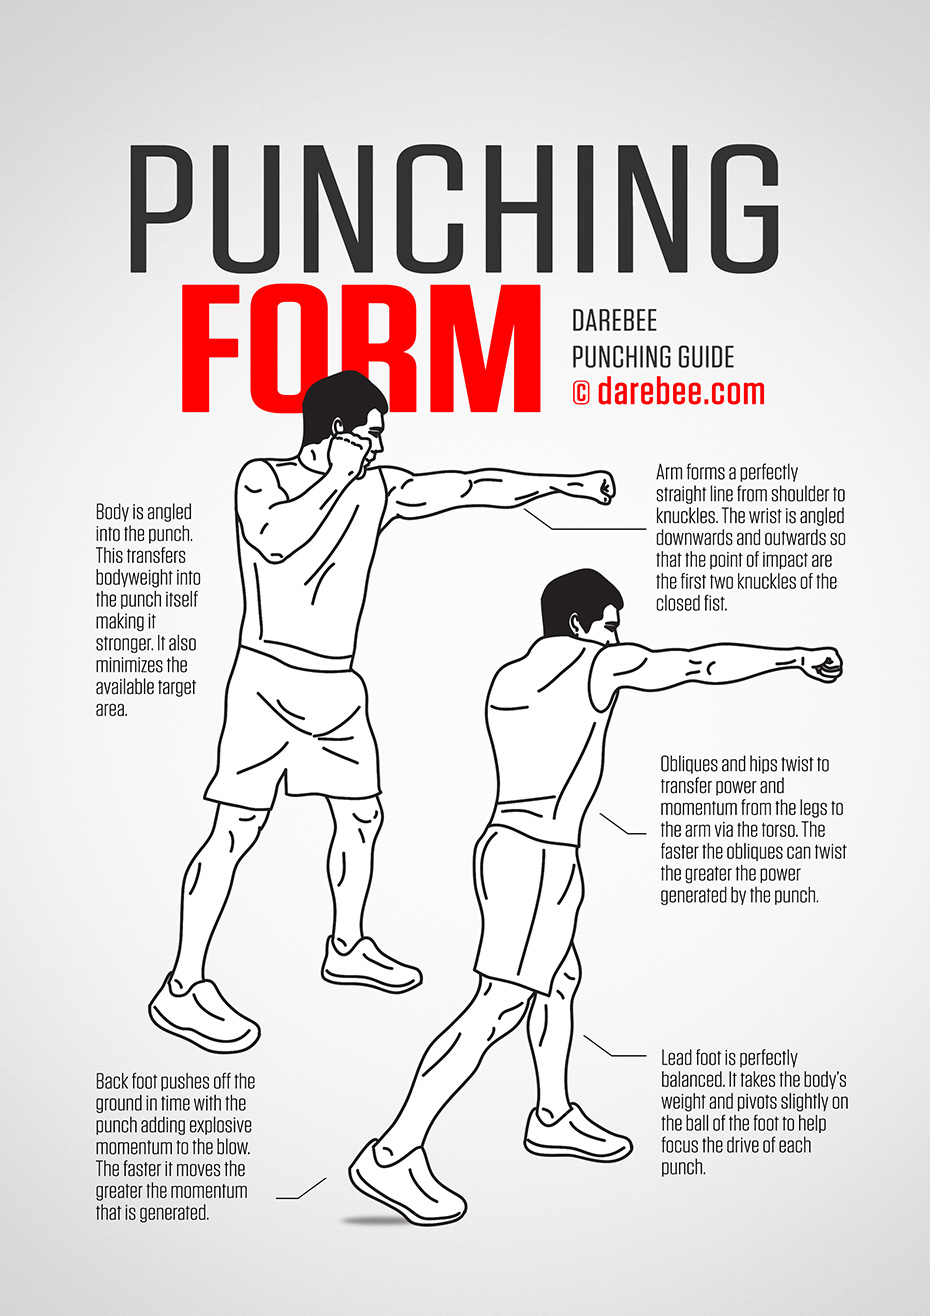 PUNCHING
FORM
DAREBEE
PUNCHING GUIDE
© darebee.com
Arm forms a perfectly
straight line from shoulder to
knuckles. The wrist is angled
downwards and outwards so
that the point of impact are
the first two knuckles of the
closed fist.
Body is angled
into the punch.
This transfers
bodyweight into
the punch itself
making it
stronger. It also
minimizes the
available target
area.
Obliques and hips twist to
transfer power and
momentum from the legs to
the arm via the torso. The
faster the obliques can twist
the greater the power
generated by the punch.
Lead foot is perfectly
balanced. It takes the body's
weight and pivots slightly on
the ball of the foot to help
focus the drive of each
punch.
Back foot pushes off the
ground in time with the
punch adding explosive
momentum to the blow.
The faster it moves the
greater the momentum
that is generated.